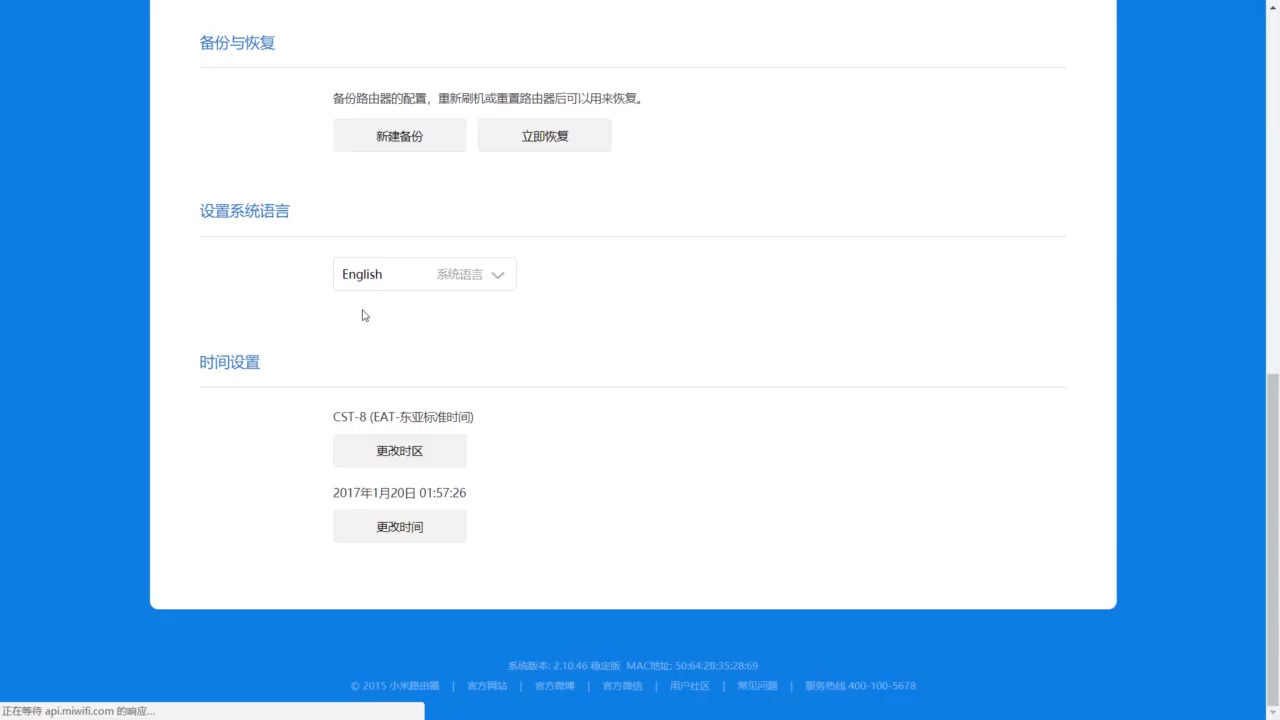 备份与恢复
备份路由器的配置，重新刷机或重置路由器后可以用来恢复。
新建备份 立即恢复
设置系统语言
English 系统语言
时间设置
CST-8 (EAT-东亚标准时间)
更改时区
2017年1月20日 01:57:26
更改时间
系统版本: 2.10.46 稳定版 MAC地址: 50:64:2B:35:28:69
© 2015 小米路由器 | 官方网站 | 官方微博 | 官方微信 | 用户社区 | 常见问题 | 服务热线 400-100-5678
正在等待 api.miwifi.com 的响应...